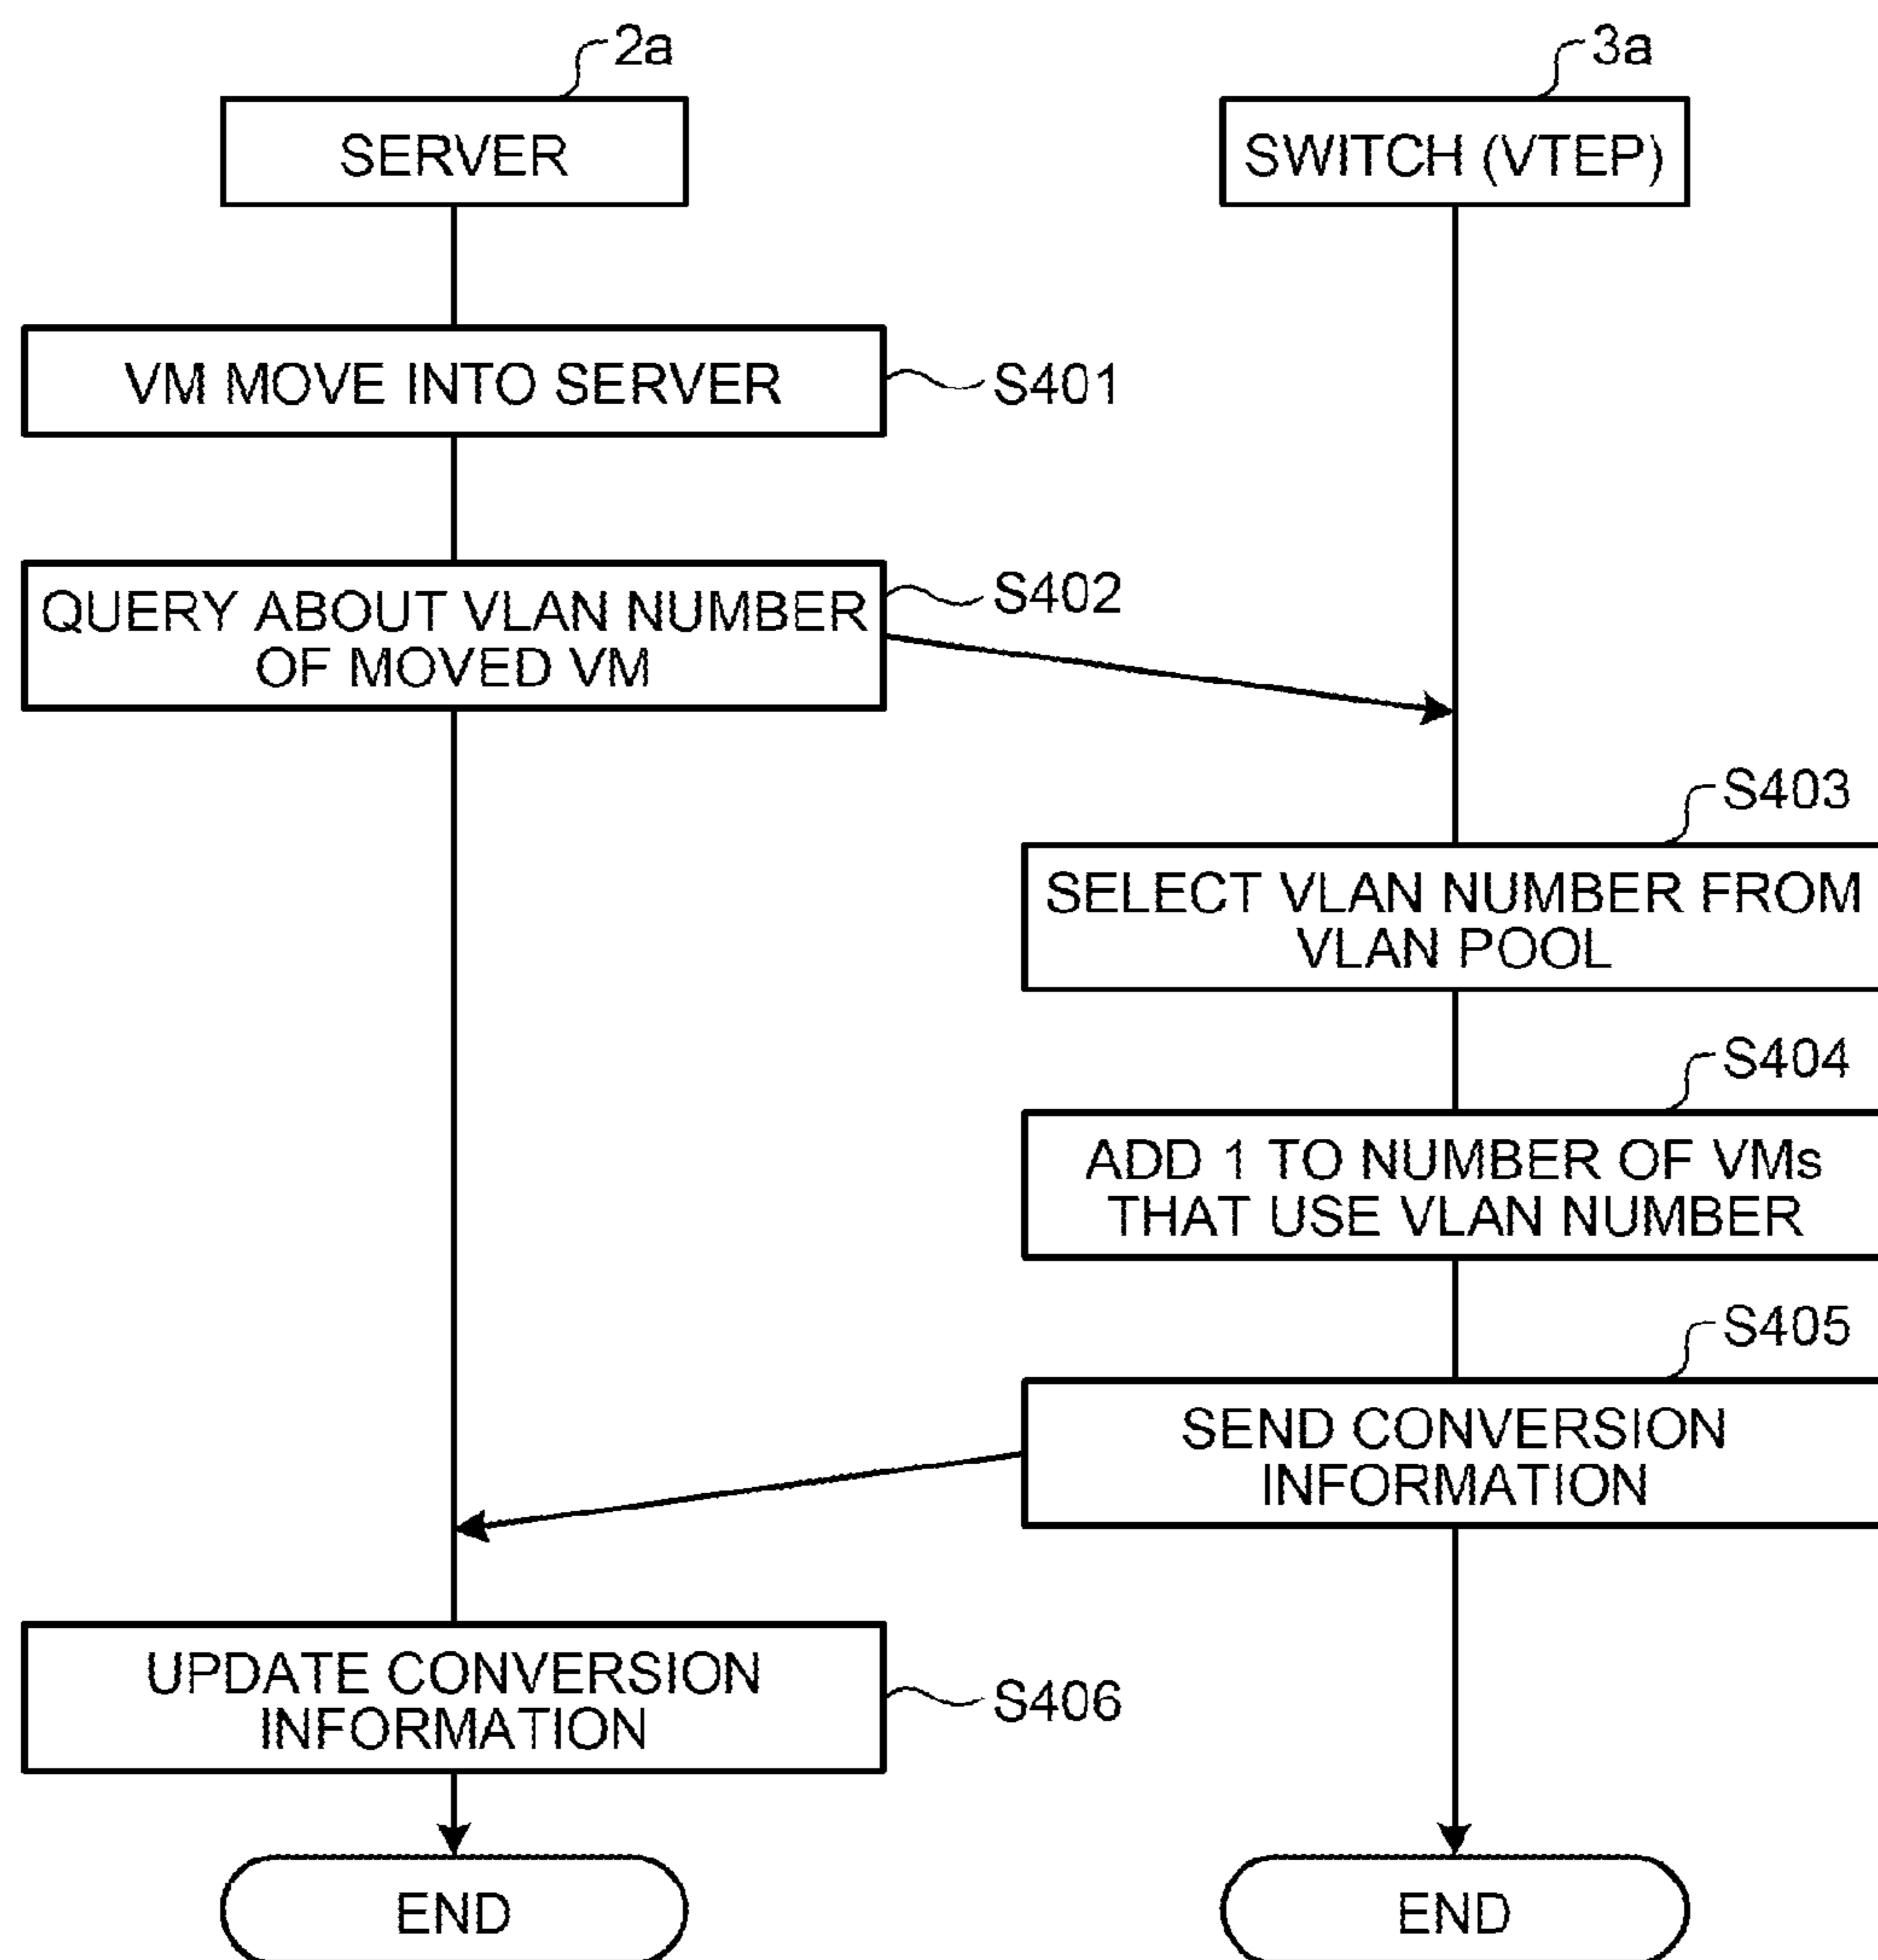 2a
3a
SERVER
SWITCH (VTEP)
VM MOVE INTO SERVER
S401
QUERY ABOUT VLAN NUMBER
OF MOVED VM
S402
S403
SELECT VLAN NUMBER FROM
VLAN POOL
S404
ADD 1 TO NUMBER OF VMs
THAT USE VLAN NUMBER
S405
SEND CONVERSION
INFORMATION
UPDATE CONVERSION
INFORMATION
S406
END
END